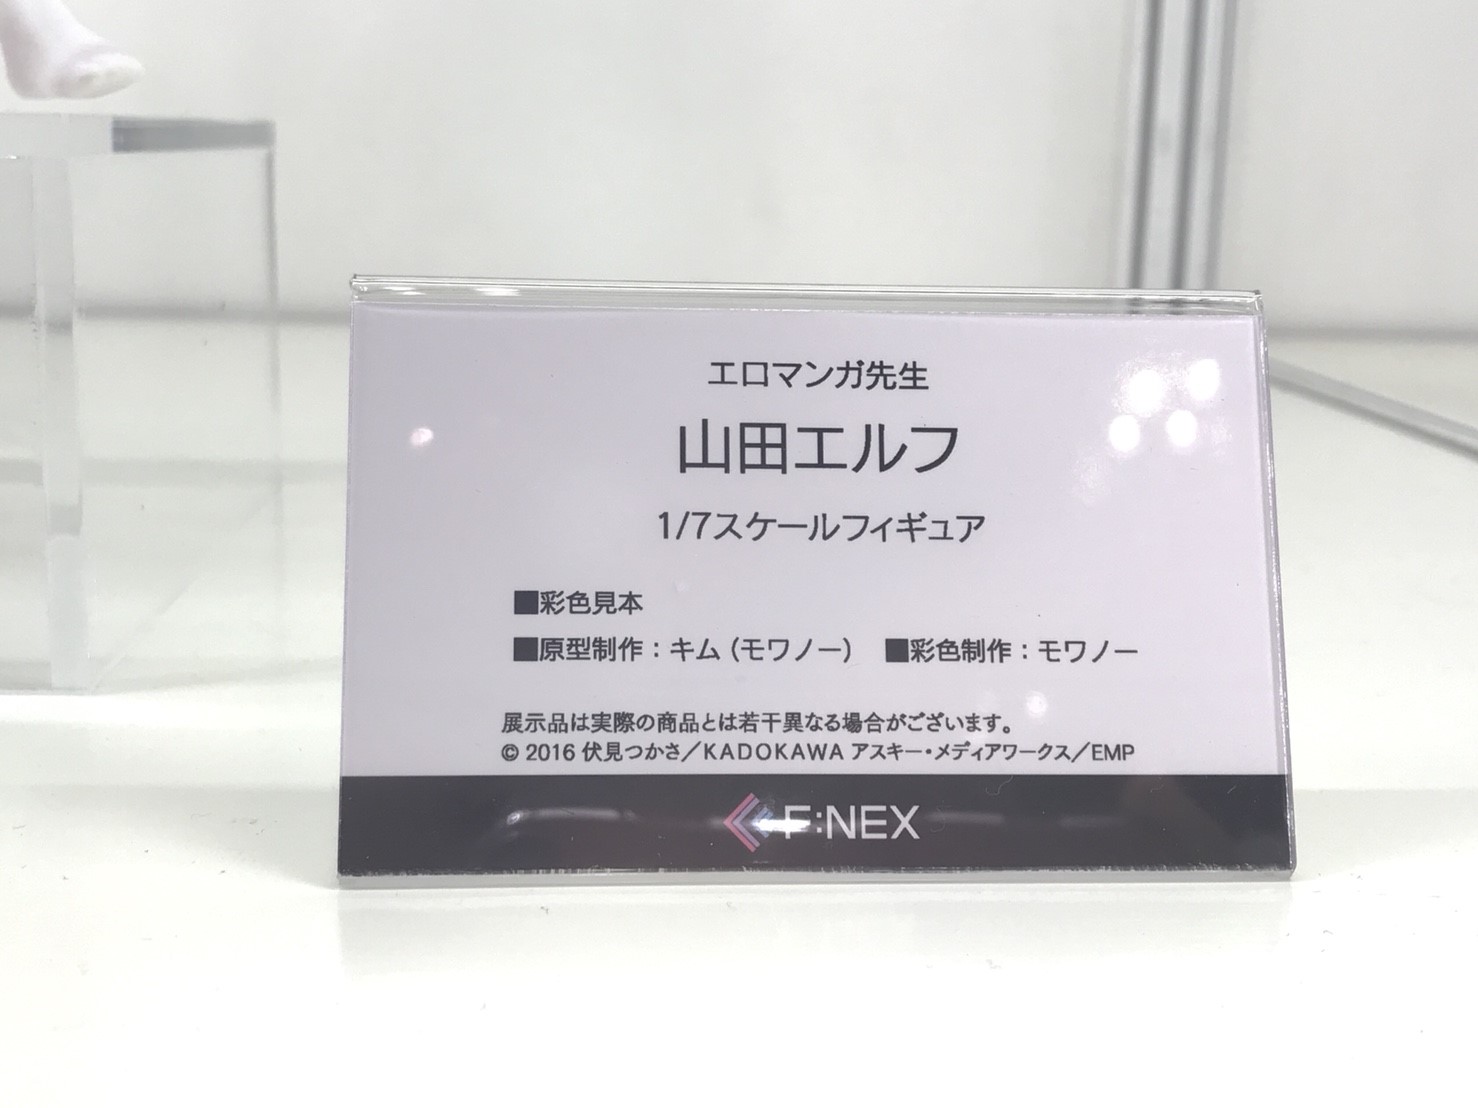 エロマンガ先生
山田エルフ
1/7スケールフィギュア
■彩色見本
■原型制作：キム（モワノー） ■彩色制作：モワノー
展示品は実際の商品とは若干異なる場合がございます。
© 2016 伏見つかさ／KADOKAWA アスキー・メディアワークス／EMP
F:NEX